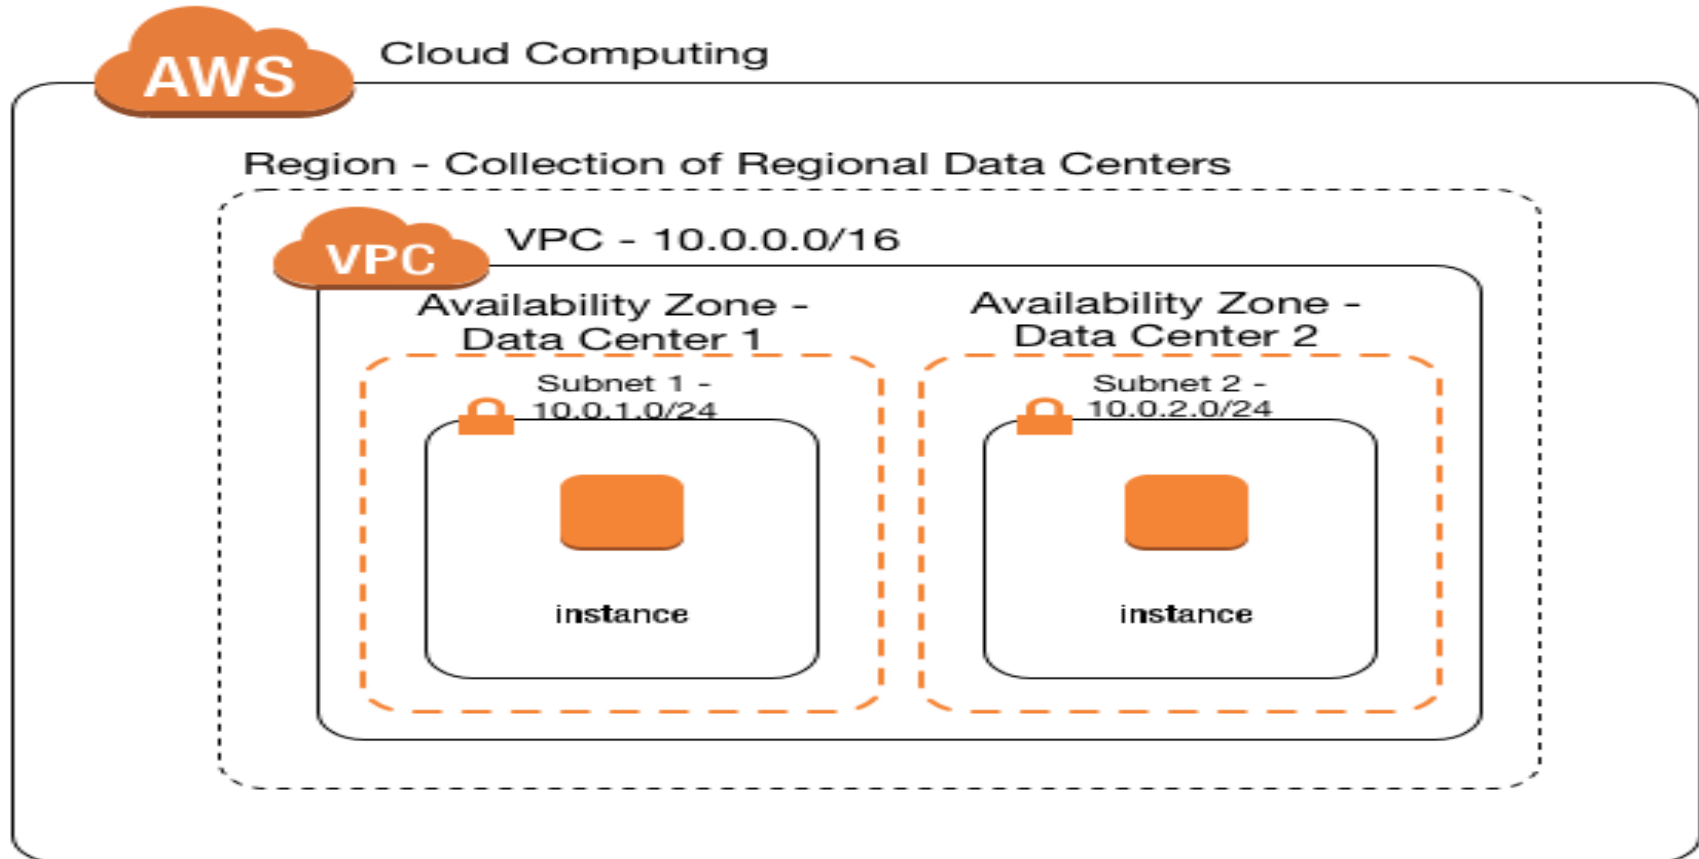 AWS
Cloud Computing
Region - Collection of Regional Data Centers
VPC
VPC - 10.0.0.0/16
Availability Zone -
Data Center 1
Availability Zone -
Data Center 2
Subnet 1 -
10.0.1.0/24
Subnet 2 -
10.0.2.0/24
instance
instance